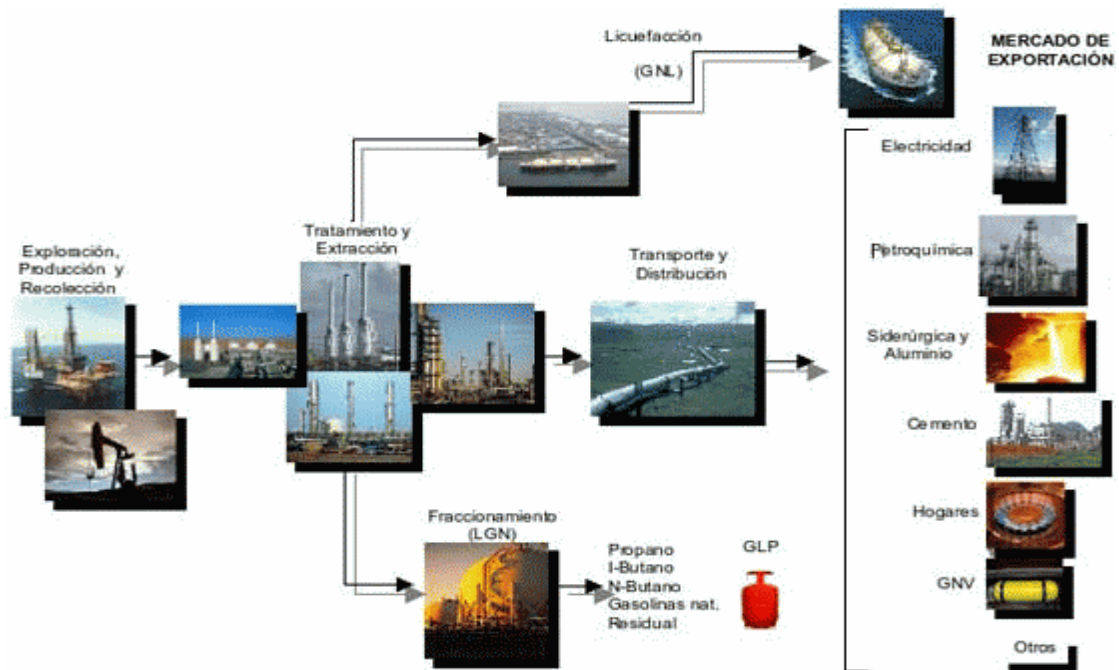 Licuefacción
(GNL)
MERCADO DE
EXPORTACIÓN
Electricidad
Tratamiento y
Extracción
Exploración,
Producción y
Recolección
Transporte y
Distribución
Petroquímica
Siderúrgica y
Aluminio
Cemento
Fraccionamiento
(LGN)
Propano
I-Butano
N-Butano
Gasolinas nat.
Residual
GLP
Hogares
GNV
Otros